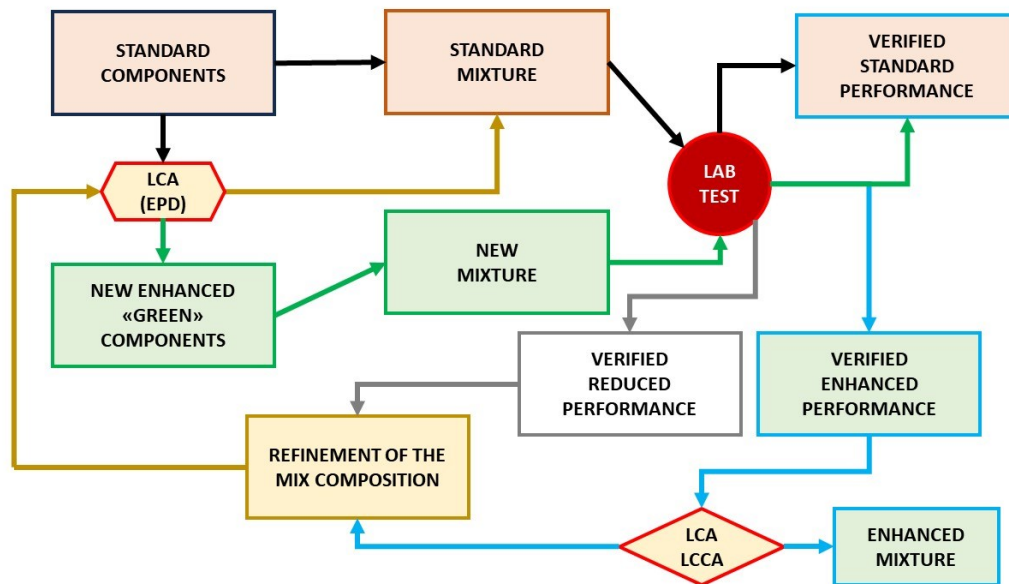 STANDARD
COMPONENTS
STANDARD
MIXTURE
VERIFIED
STANDARD
PERFORMANCE
LCA
(EPD)
LAB
TEST
NEW ENHANCED
«GREEN»
COMPONENTS
NEW
MIXTURE
VERIFIED
REDUCED
PERFORMANCE
VERIFIED
ENHANCED
PERFORMANCE
REFINEMENT OF THE
MIX COMPOSITION
LCA
LCCA
ENHANCED
MIXTURE